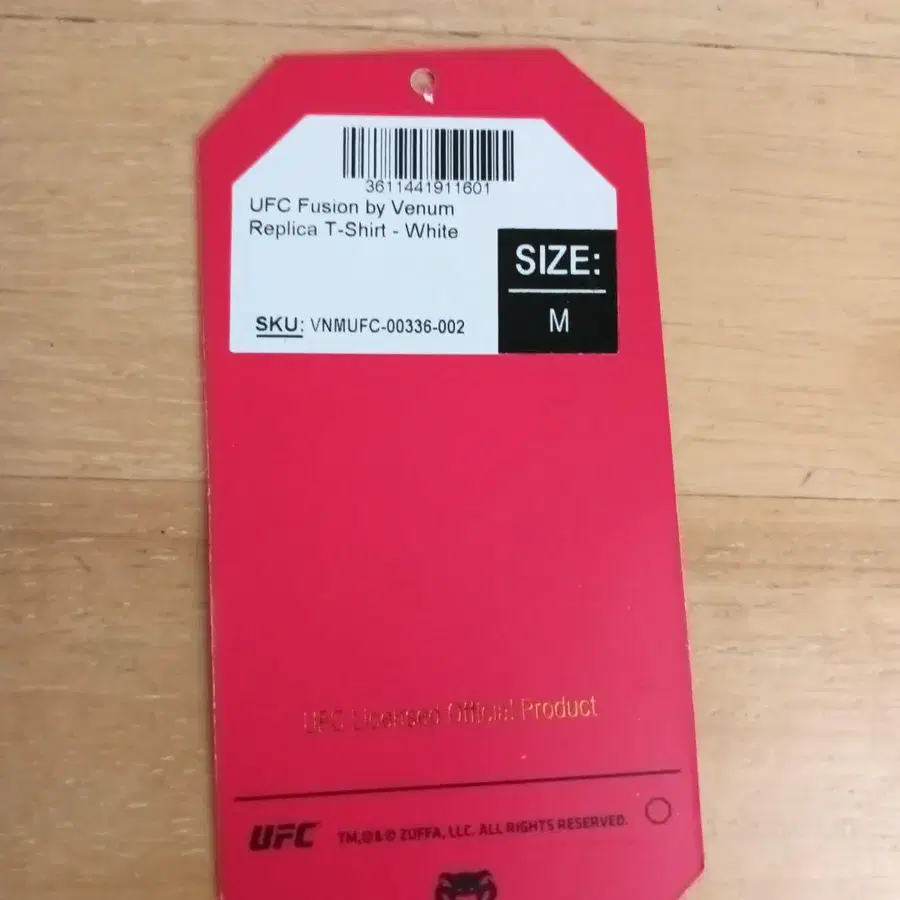 3611441911601
UFC Fusion by Venum
Replica T-Shirt - White
SIZE:
M
SKU: VNMUFC-00336-002
UFC Licensed Official Product
UFC TM,®&© ZUFFA, LLC. ALL RIGHTS RESERVED.